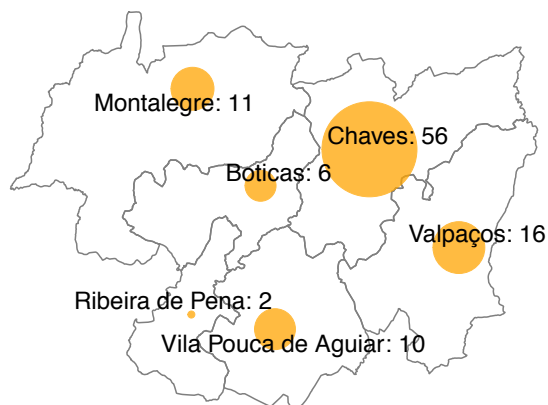 Montalegre: 11
Chaves: 56
Boticas: 6
Valpaços: 16
Ribeira de Pena: 2
Vila Pouca de Aguiar: 10